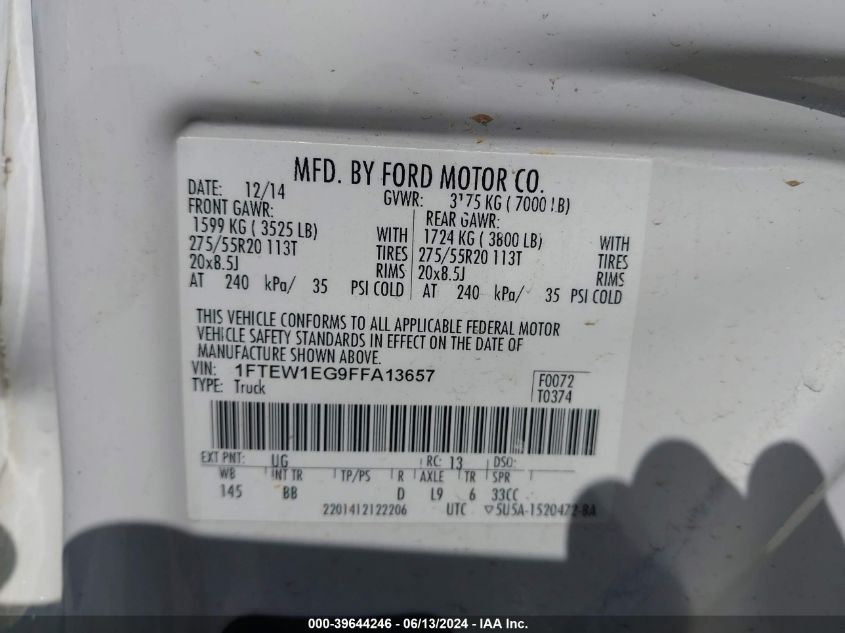 MFD. BY FORD MOTOR CO.
DATE: 12/14 GVWR: 3175 KG ( 7000 LB)
FRONT GAWR: REAR GAWR:
1599 KG ( 3525 LB) WITH 1724 KG ( 3800 LB) WITH
275/55R20 113T TIRES 275/55R20 113T TIRES
20x8.5J RIMS 20x8.5J RIMS
AT 240 kPa/ 35 PSI COLD AT 240 kPa/ 35 PSI COLD
THIS VEHICLE CONFORMS TO ALL APPLICABLE FEDERAL MOTOR
VEHICLE SAFETY STANDARDS IN EFFECT ON THE DATE OF
MANUFACTURE SHOWN ABOVE.
VIN: 1FTEW1EG9FFA13657 F0072
TYPE: Truck T0374
EXT PNT: UG RC: 13 DSO:
WB INT TR TP/PS R AXLE TR SPR
145 BB D L9 6 33CC
2201412122206 UTC ▽5U5A-1520472-BA
000-39644246 - 06/13/2024 - IAA Inc.